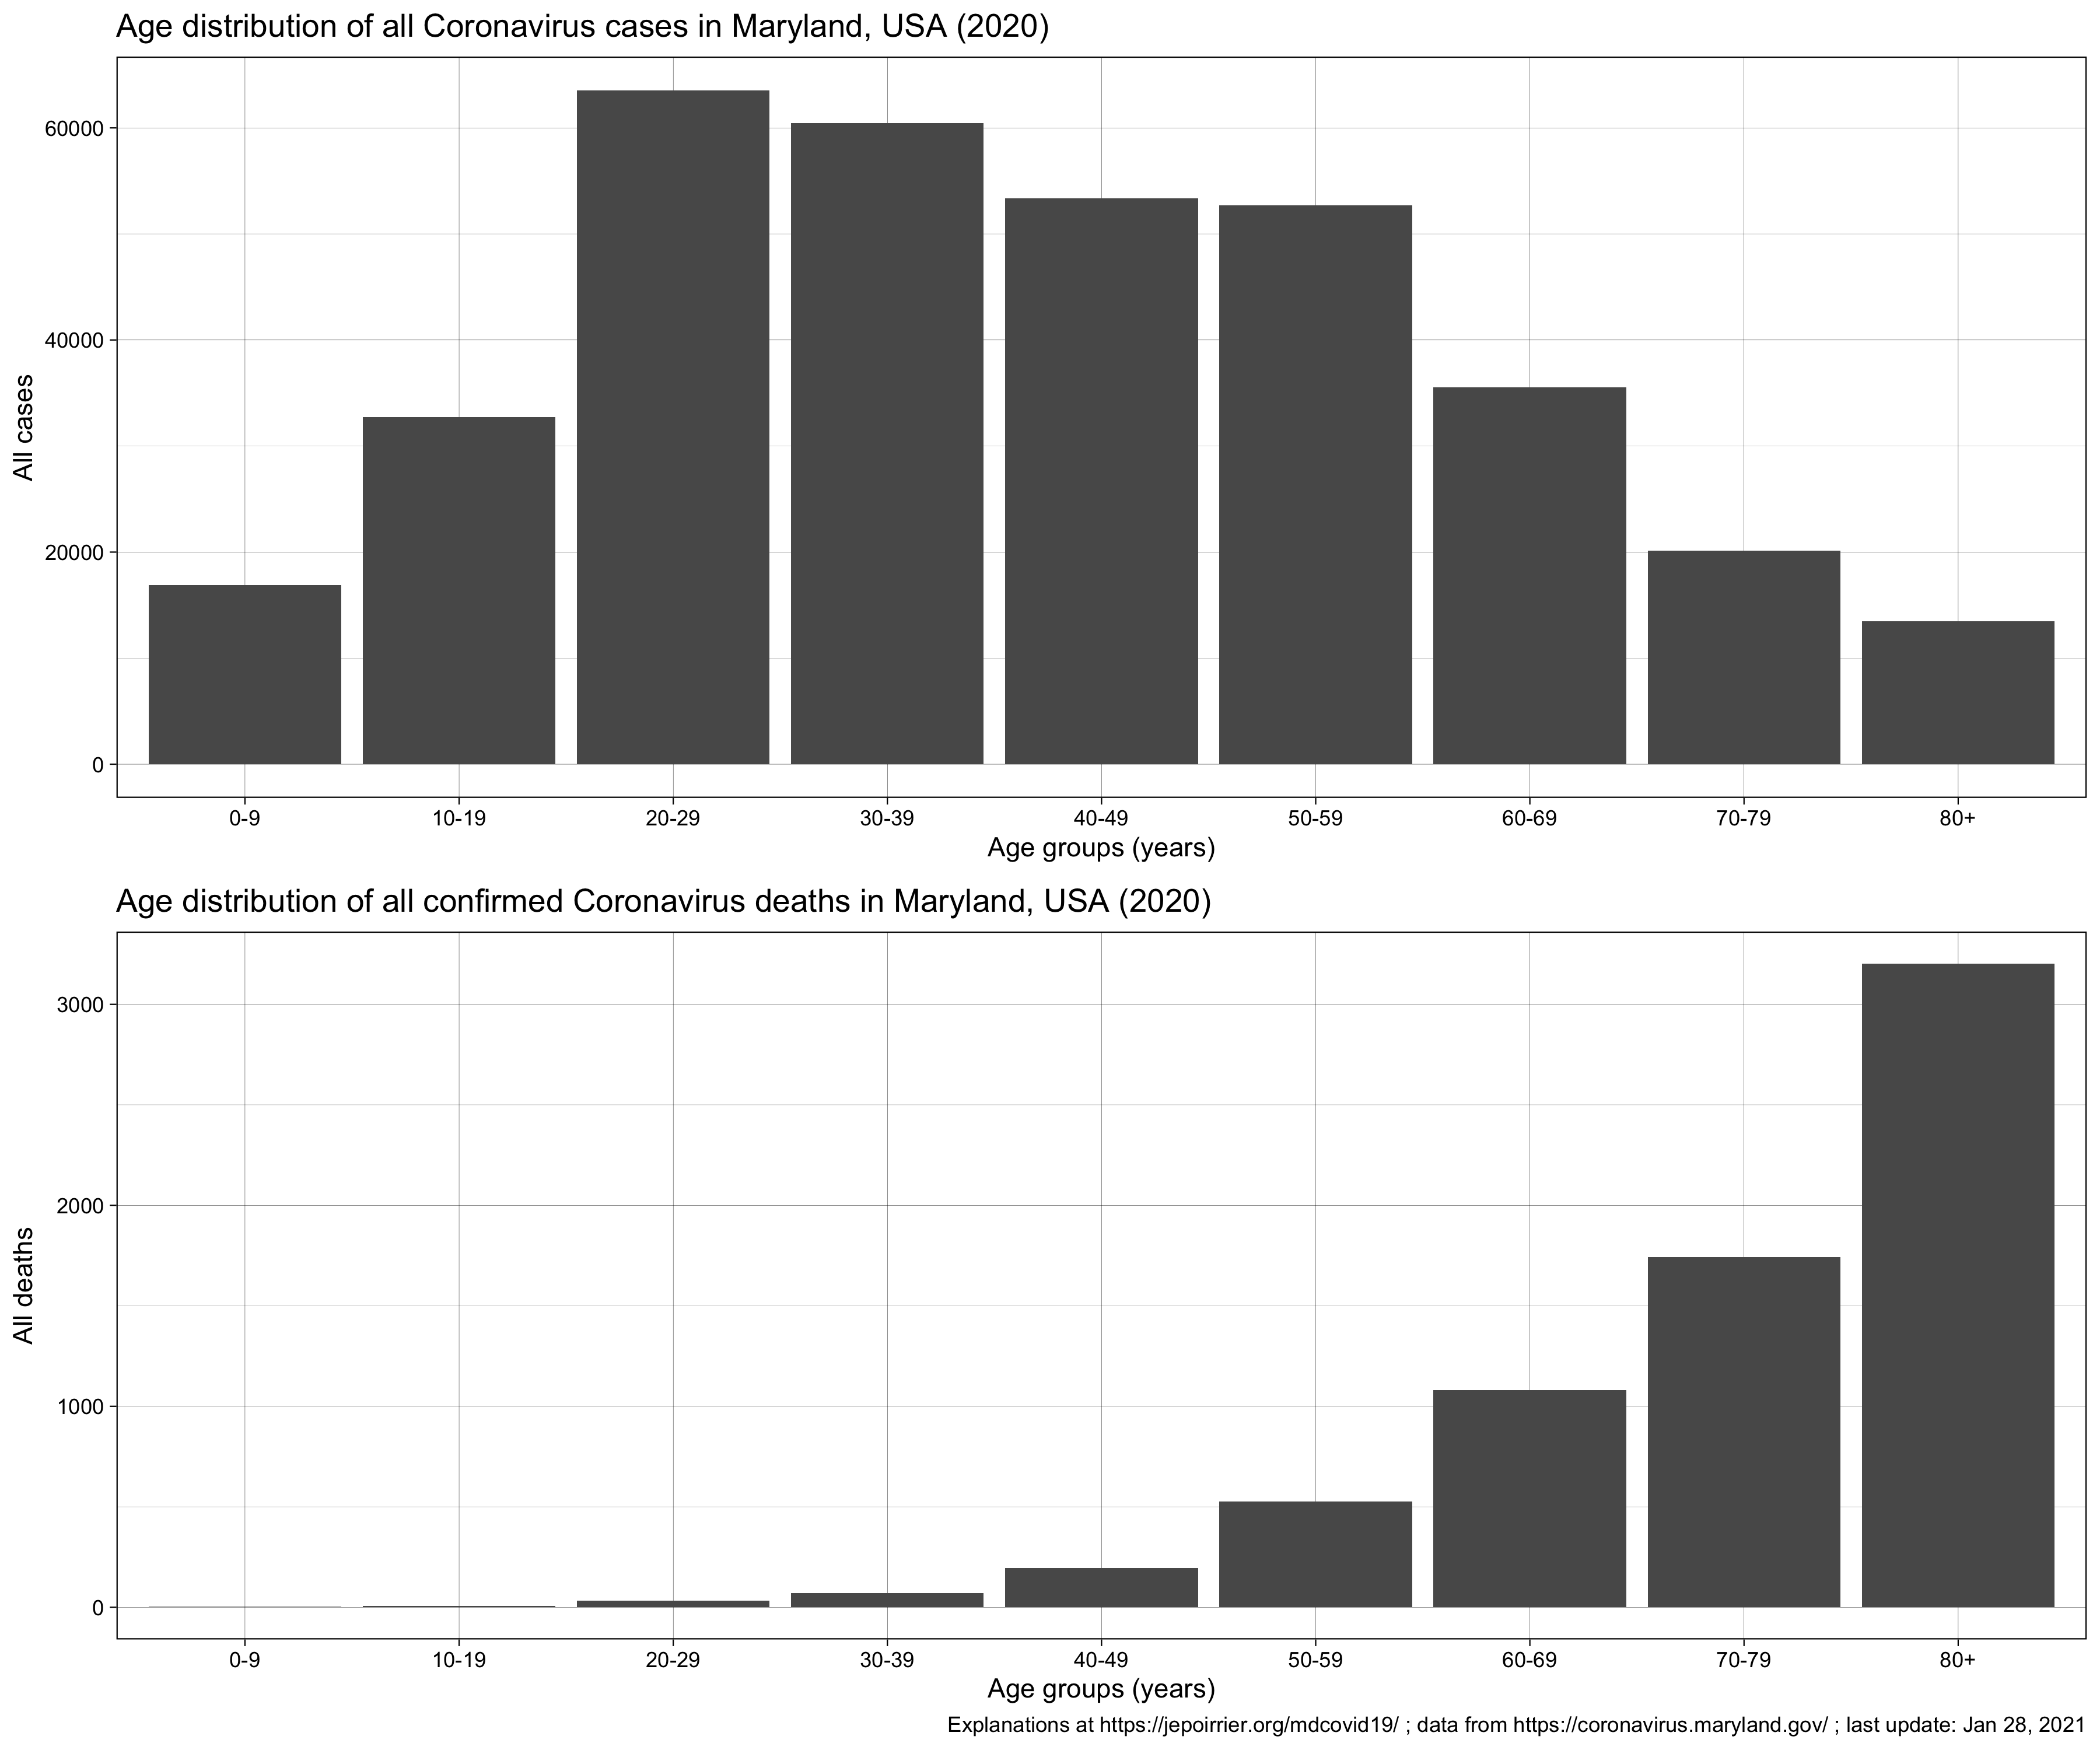 Age distribution of all Coronavirus cases in Maryland, USA (2020)
All cases
60000
40000
20000
0
0-9 10-19 20-29 30-39 40-49 50-59 60-69 70-79 80+
Age groups (years)
Age distribution of all confirmed Coronavirus deaths in Maryland, USA (2020)
All deaths
3000
2000
1000
0
0-9 10-19 20-29 30-39 40-49 50-59 60-69 70-79 80+
Age groups (years)
Explanations at https://jepoirrier.org/mdcovid19/ ; data from https://coronavirus.maryland.gov/ ; last update: Jan 28, 2021